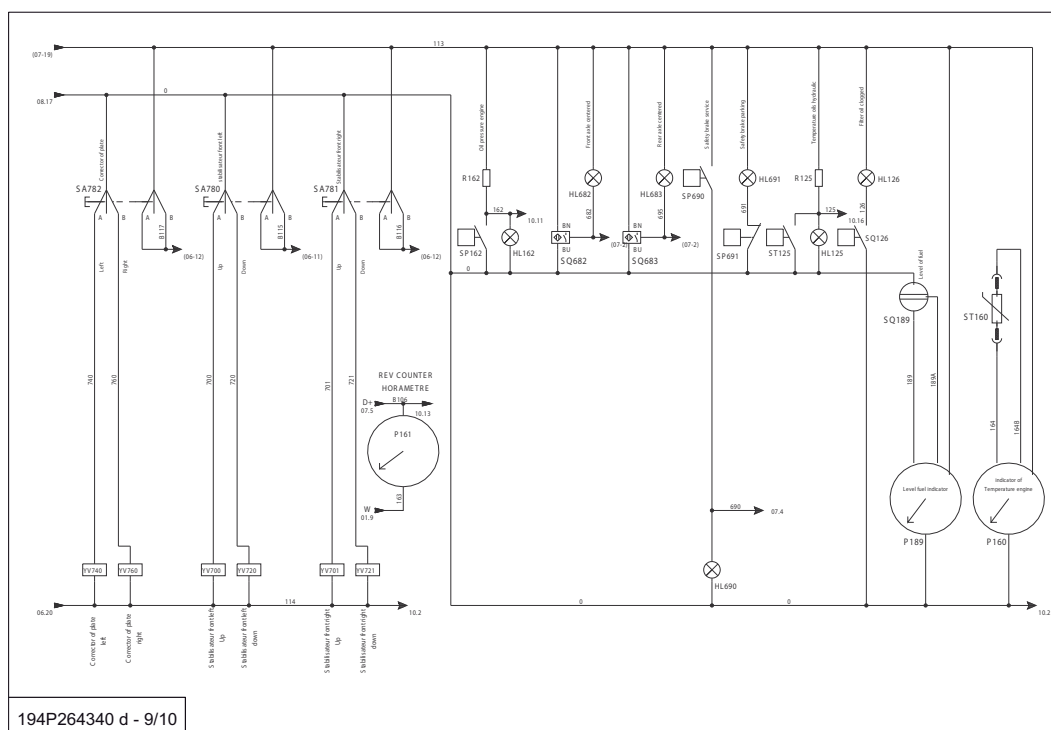 (07-19)
113
08.17
0
Corrector of plate
Stabilisateur front left
Stabilisateur front right
Oil pressure engine
Front axle centered
Rear axle centered
Safety brake service
Safety brake parking
Temperature oils hydraulic
Filter oil clogged
SA782
SA780
SA781
R162
HL682
HL683
SP690
HL691
R125
HL126
A
B
B
A
B
B
A
B
B
B117
B115
B116
(06-12)
(06-11)
(06-12)
Left
Right
Up
Down
Up
Down
162
10.11
SP162
HL162
682
695
691
125
10.16
126
BN
BU
(07-2)
SQ682
BN
BU
(07-2)
SQ683
SP691
ST125
HL125
SQ126
0
Level of fuel
SQ189
ST160
740
760
700
720
701
721
REV COUNTER
HORAMETRE
D+
07.5
B106
10.13
P161
163
W
01.9
189
189A
164
164B
Level fuel indicator
indicator of
Temperature engine
690
07.4
P189
P160
YV740
YV760
YV700
YV720
YV701
YV721
HL690
06.20
114
10.2
0
0
10.2
Corrector of plate
left
Corrector of plate
right
Stabilisateur front left
Up
Stabilisateur front left
down
Stabilisateur front right
Up
Stabilisateur front right
down
194P264340 d - 9/10